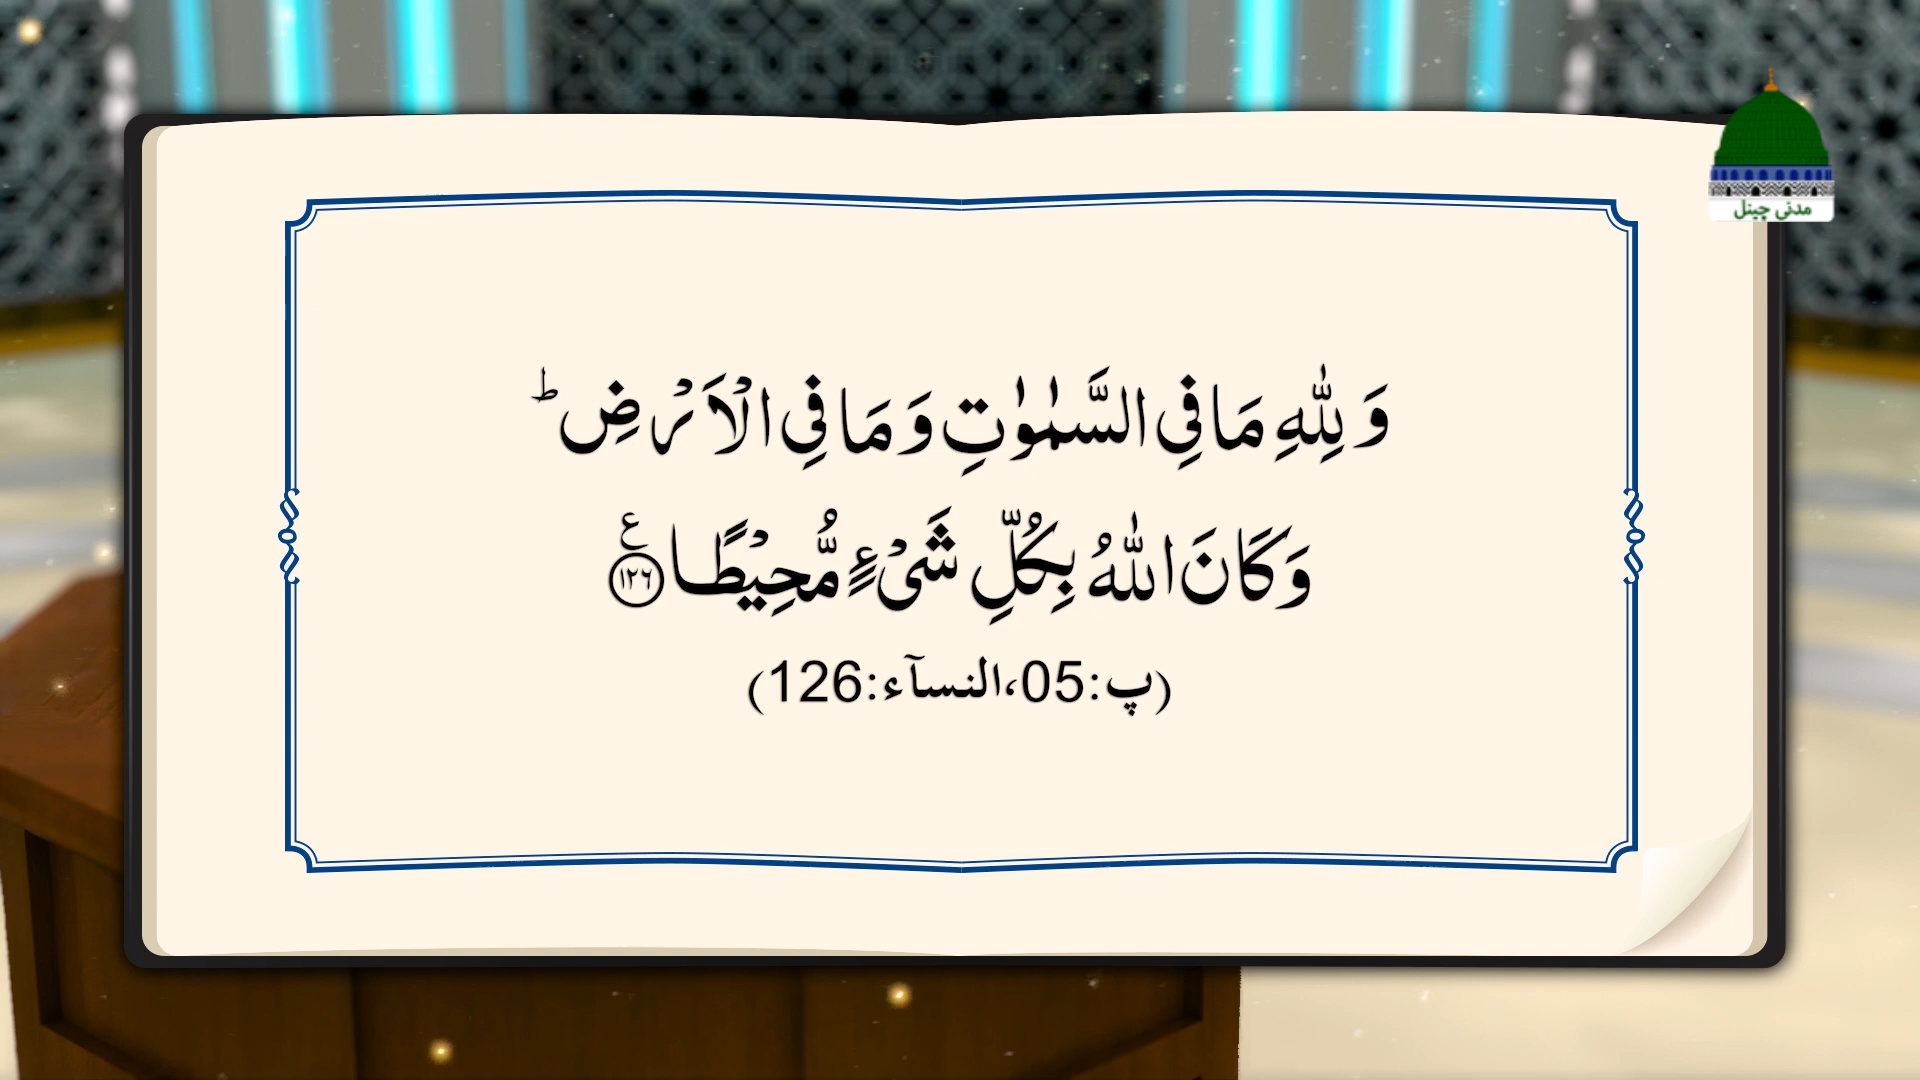 مدنی چینل
وَ لِلّٰهِ مَا فِی السَّمٰوٰتِ وَ مَا فِی الْاَرْضِ ؕ
وَ كَانَ اللّٰهُ بِكُلِّ شَیْءٍ مُّحِیْطًا ﴿۱۲۶﴾ ع
(پ:05،النسآء:126)